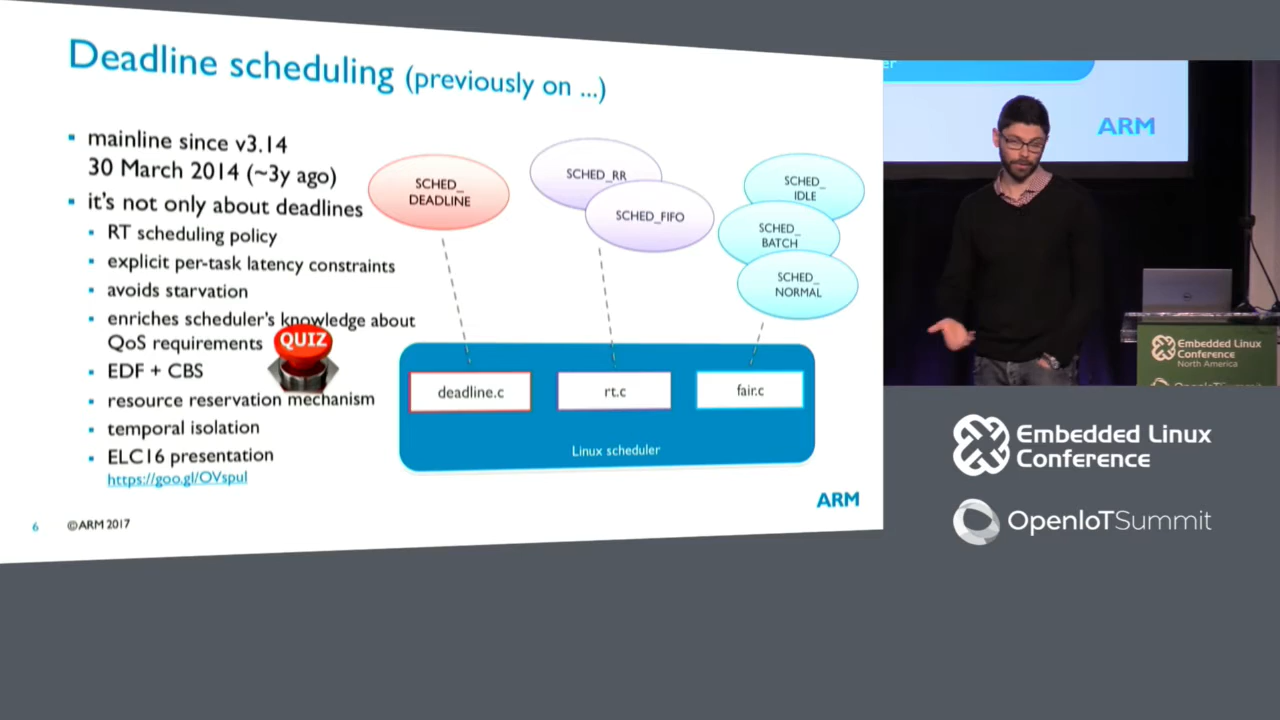 Deadline scheduling (previously on ...)
mainline since v3.14
30 March 2014 (~3y ago)
it's not only about deadlines
RT scheduling policy
explicit per-task latency constraints
avoids starvation
enriches scheduler's knowledge about
QoS requirements
QUIZ
EDF + CBS
resource reservation mechanism
temporal isolation
ELC16 presentation
https://goo.gl/OVspuI
SCHED_
DEADLINE
SCHED_RR
SCHED_FIFO
SCHED_
IDLE
SCHED_
BATCH
SCHED_
NORMAL
deadline.c
rt.c
fair.c
Linux scheduler
ARM
6
©ARM 2017
er
ARM
Embedded Linux
Conference
North America
OpenIoTSummit
Embedded Linux
Conference
OpenIoTSummit